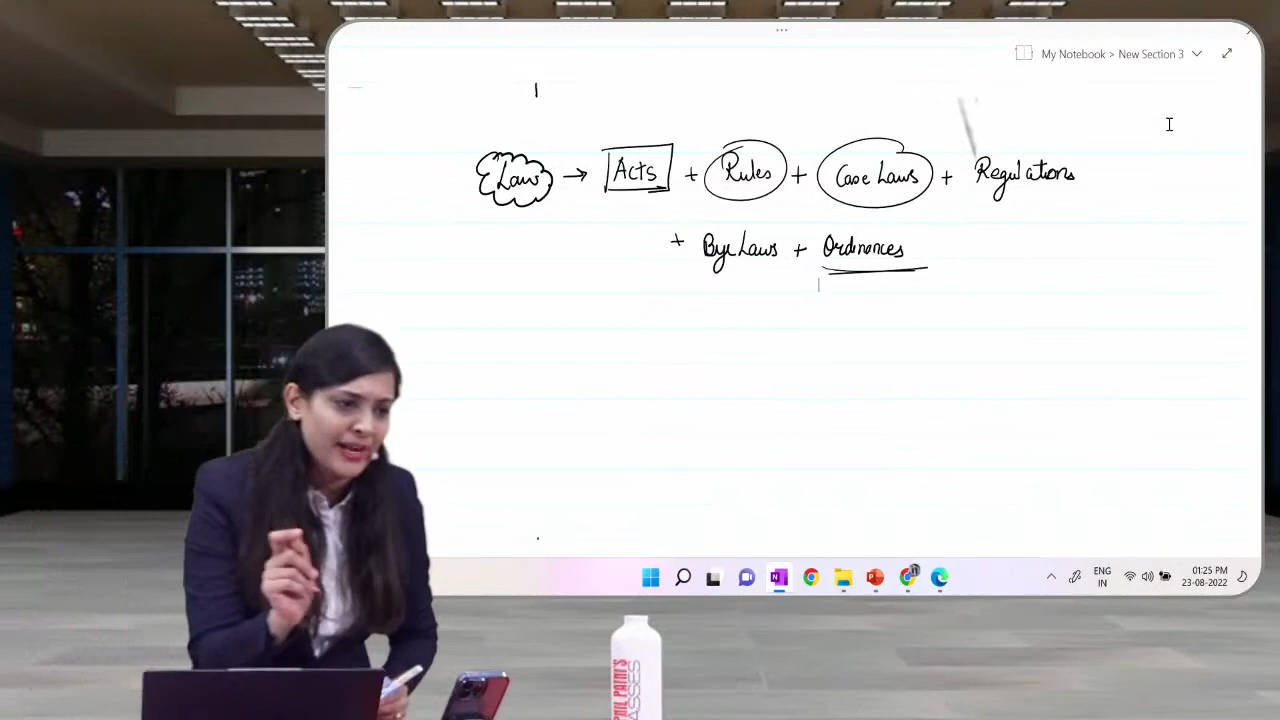 My Notebook > New Section 3
Law → Acts + Rules + Case Laws + Regulations
+ Bye Laws + Ordinances
ENG
IN
01:25 PM
23-08-2022